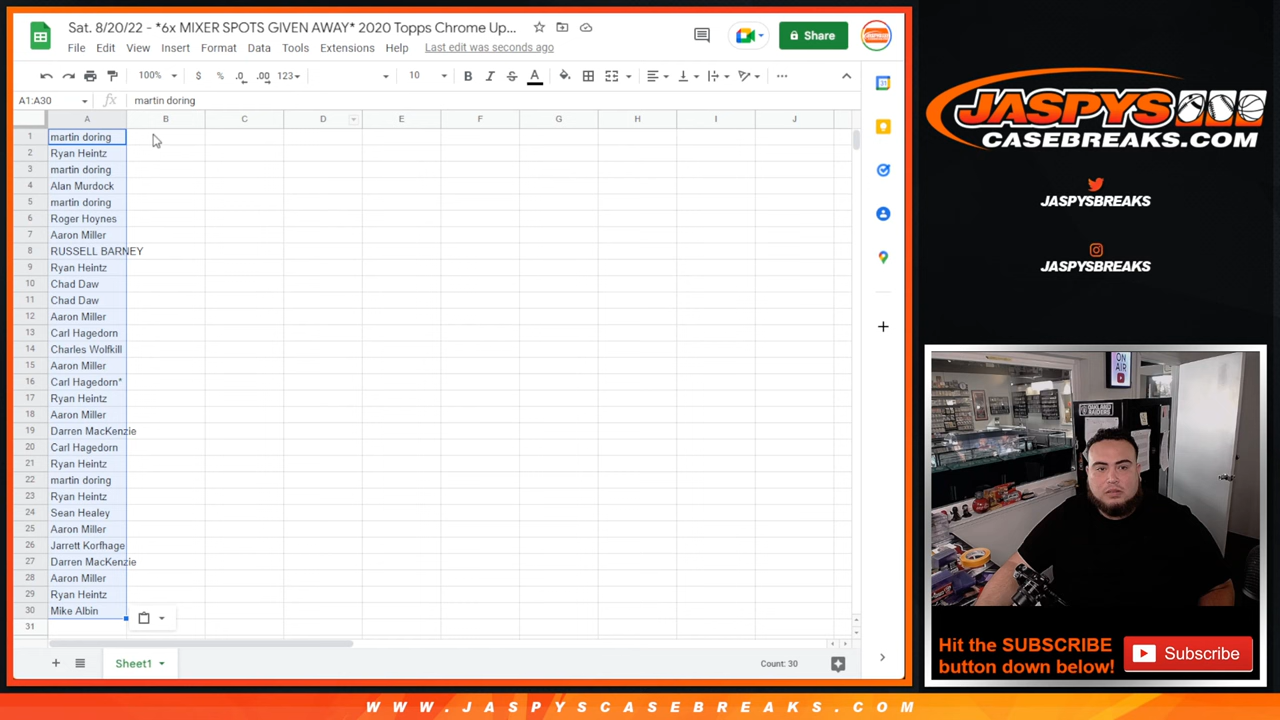 Sat. 8/20/22 - *6x MIXER SPOTS GIVEN AWAY* 2020 Topps Chrome Up...
File Edit View Insert Format Data Tools Extensions Help Last edit was seconds ago
Share
100% $ % .0 .00 123 10 B I S A
A1:A30 fx martin doring
A B C D E F G H I J
1 martin doring
2 Ryan Heintz
3 martin doring
4 Alan Murdock
5 martin doring
6 Roger Hoynes
7 Aaron Miller
8 RUSSELL BARNEY
9 Ryan Heintz
10 Chad Daw
11 Chad Daw
12 Aaron Miller
13 Carl Hagedorn
14 Charles Wolfkill
15 Aaron Miller
16 Carl Hagedorn*
17 Ryan Heintz
18 Aaron Miller
19 Darren MacKenzie
20 Carl Hagedorn
21 Ryan Heintz
22 martin doring
23 Ryan Heintz
24 Sean Healey
25 Aaron Miller
26 Jarrett Korfhage
27 Darren MacKenzie
28 Aaron Miller
29 Ryan Heintz
30 Mike Albin
31
Sheet1
Count: 30
JASPYS
CASEBREAKS.COM
JASPYSBREAKS
JASPYSBREAKS
ON
AIR
Hit the SUBSCRIBE
button down below!
Subscribe
WWW.JASPYSCASEBREAKS.COM